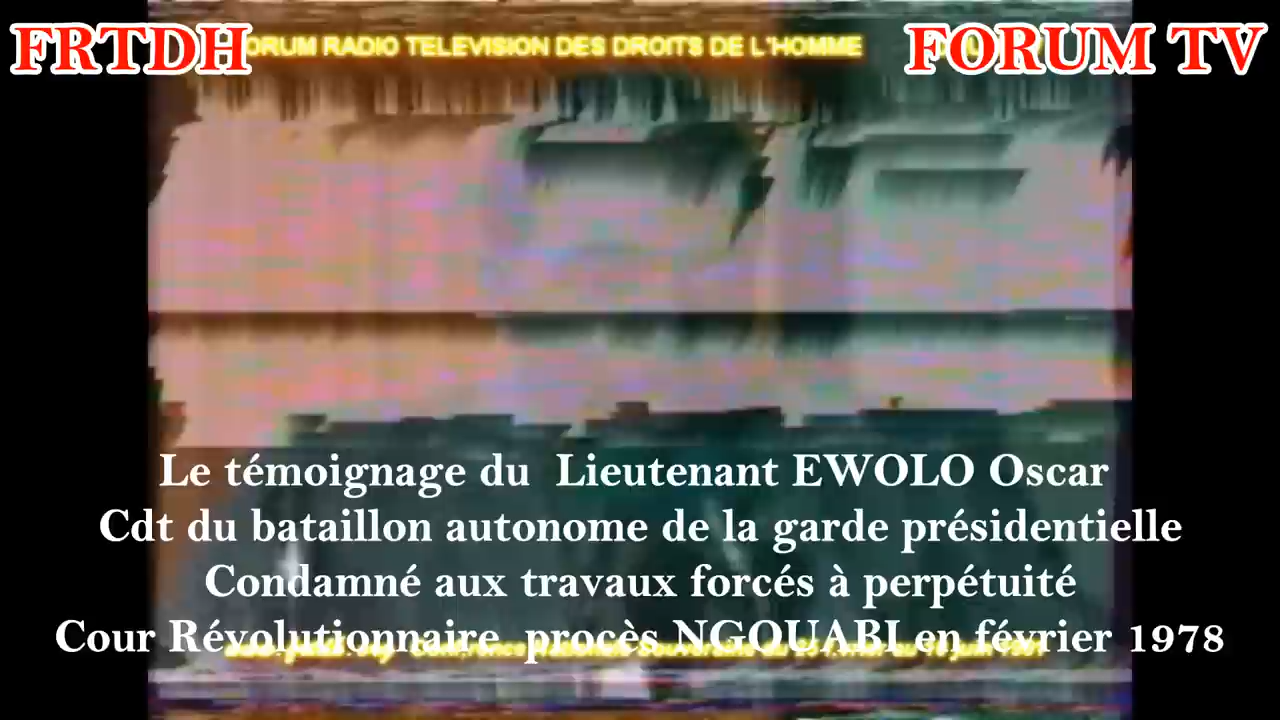 FRTDH
FORUM RADIO TELEVISION DES DROITS DE L'HOMME
FORUM TV
Le témoignage du Lieutenant EWOLO Oscar
Cdt du bataillon autonome de la garde présidentielle
Condamné aux travaux forcés à perpétuité
Cour Révolutionnaire procès NGOUABI en février 1978